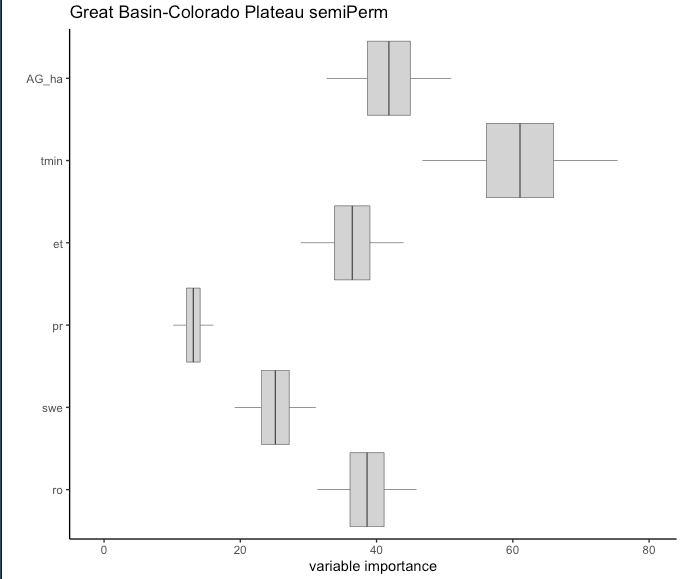 Great Basin-Colorado Plateau semiPerm
AG_ha
tmin
et
pr
swe
ro
0 20 40 60 80
variable importance